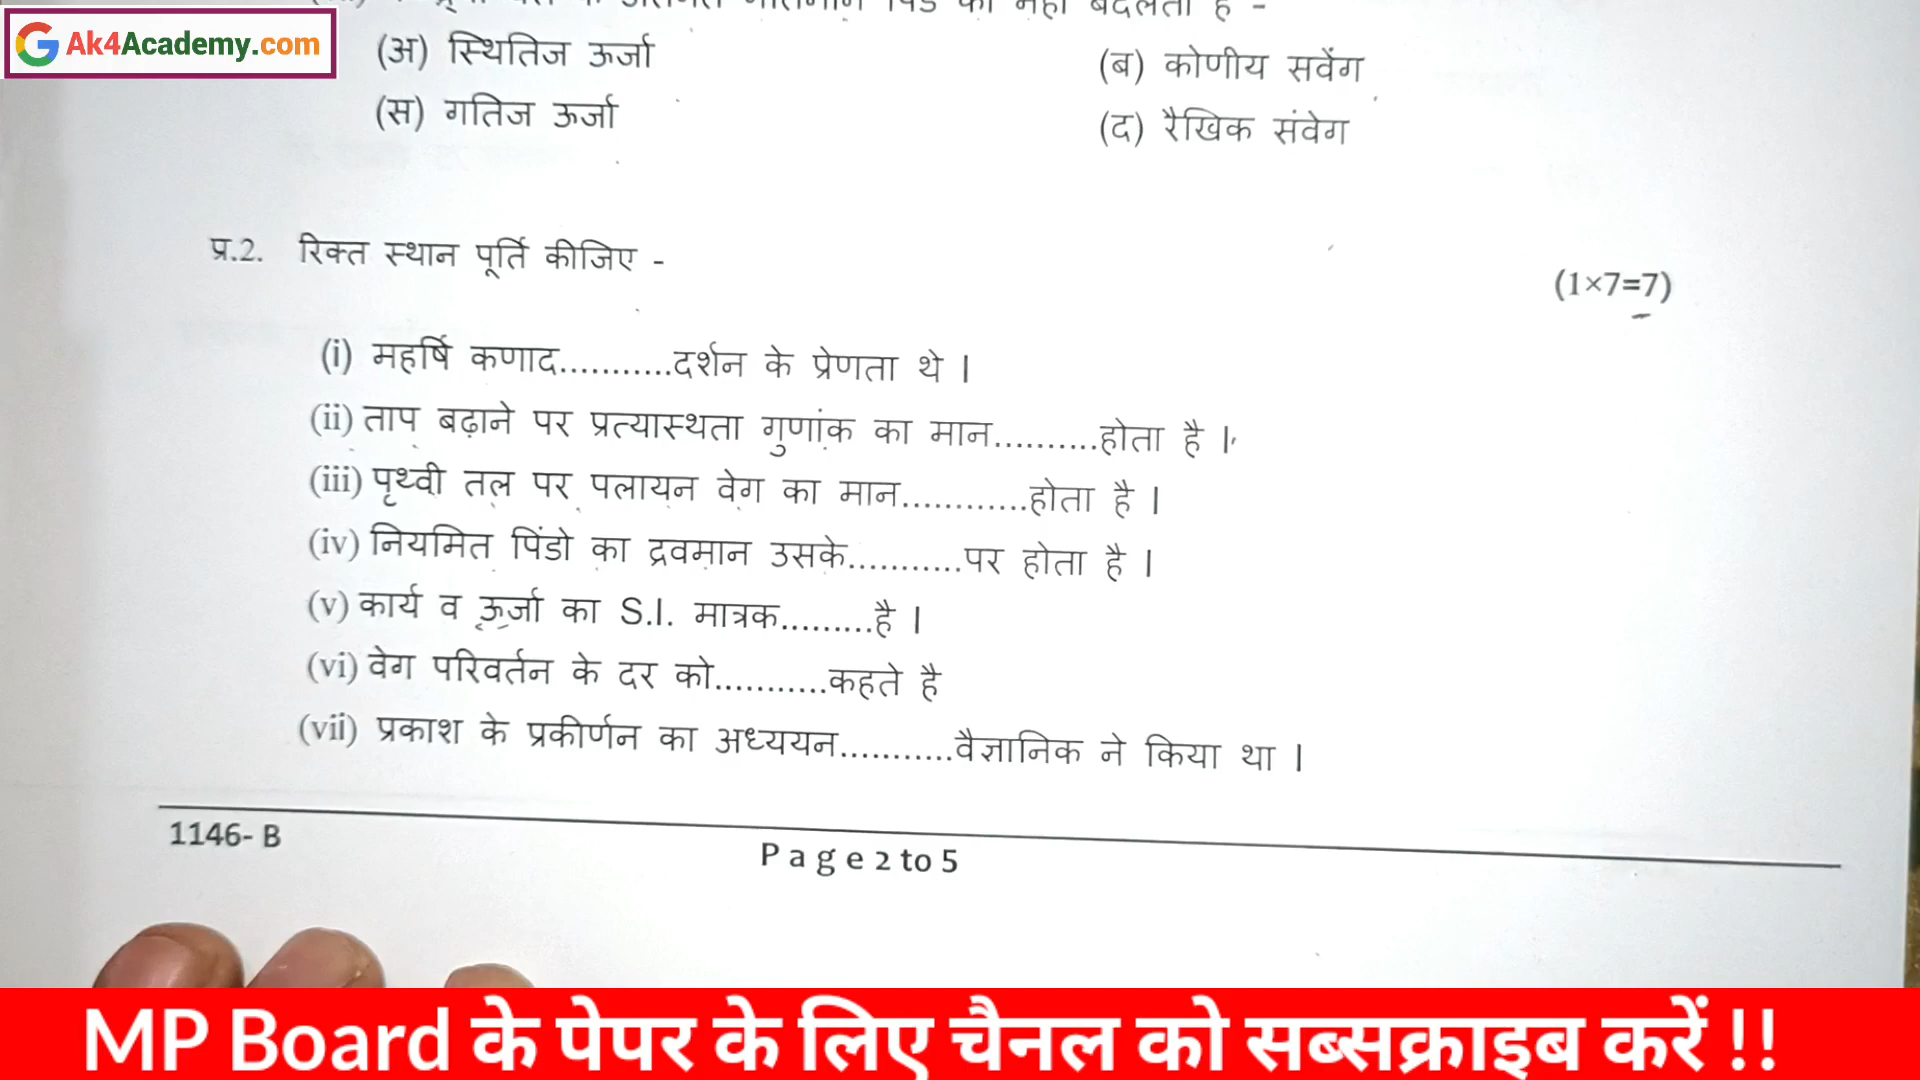 Ak4Academy.com
बदलता है -
(अ) स्थितिज ऊर्जा (ब) कोणीय सवेंग
(स) गतिज ऊर्जा (द) रैखिक संवेग
प्र.2. रिक्त स्थान पूर्ति कीजिए - (1×7=7)
(i) महर्षि कणाद...........दर्शन के प्रेणता थे ।
(ii) ताप बढ़ाने पर प्रत्यास्थता गुणांक का मान..........होता है ।
(iii) पृथ्वी तल पर पलायन वेग का मान............होता है ।
(iv) नियमित पिंडो का द्रवमान उसके...........पर होता है ।
(v) कार्य व ऊर्जा का S.I. मात्रक.........है ।
(vi) वेग परिवर्तन के दर को...........कहते है
(vii) प्रकाश के प्रकीर्णन का अध्ययन...........वैज्ञानिक ने किया था ।
1146- B
Page 2 to 5
MP Board के पेपर के लिए चैनल को सब्सक्राइब करें !!